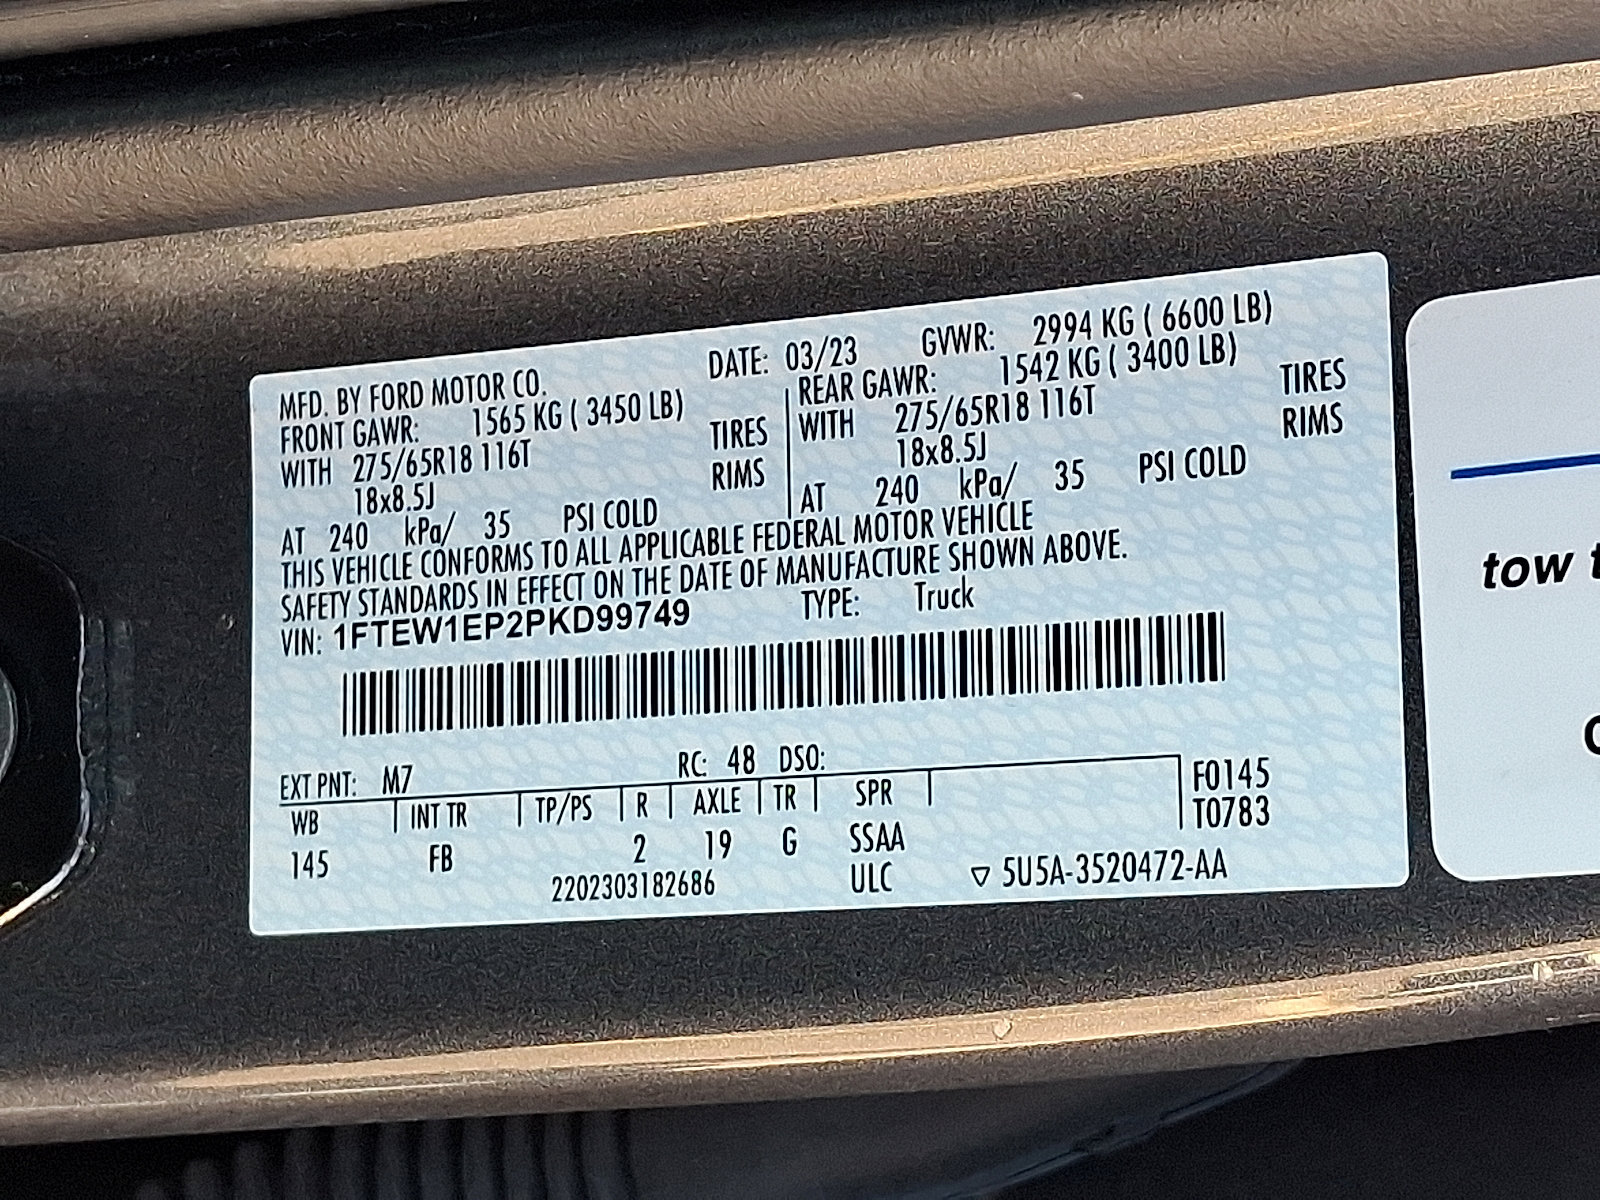 MFD. BY FORD MOTOR CO.
DATE: 03/23
GVWR: 2994 KG ( 6600 LB)
FRONT GAWR: 1565 KG ( 3450 LB)
WITH 275/65R18 116T TIRES
18x8.5J RIMS
AT 240 kPa/ 35 PSI COLD
REAR GAWR: 1542 KG ( 3400 LB)
WITH 275/65R18 116T TIRES
18x8.5J RIMS
AT 240 kPa/ 35 PSI COLD
THIS VEHICLE CONFORMS TO ALL APPLICABLE FEDERAL MOTOR VEHICLE
SAFETY STANDARDS IN EFFECT ON THE DATE OF MANUFACTURE SHOWN ABOVE.
VIN: 1FTEW1EP2PKD99749 TYPE: Truck
EXT PNT: M7 RC: 48 DSO:
WB INT TR TP/PS R AXLE TR SPR F0145
145 FB 2 19 G SSAA T0783
2202303182686 ULC ▽ 5U5A-3520472-AA
tow